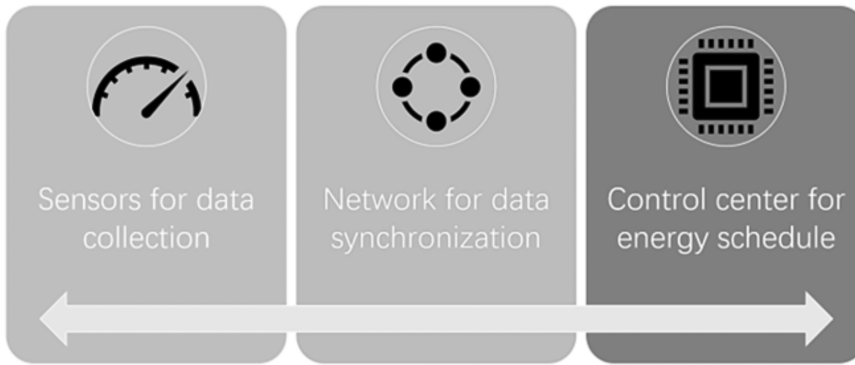 Sensors for data
collection
Network for data
synchronization
Control center for
energy schedule